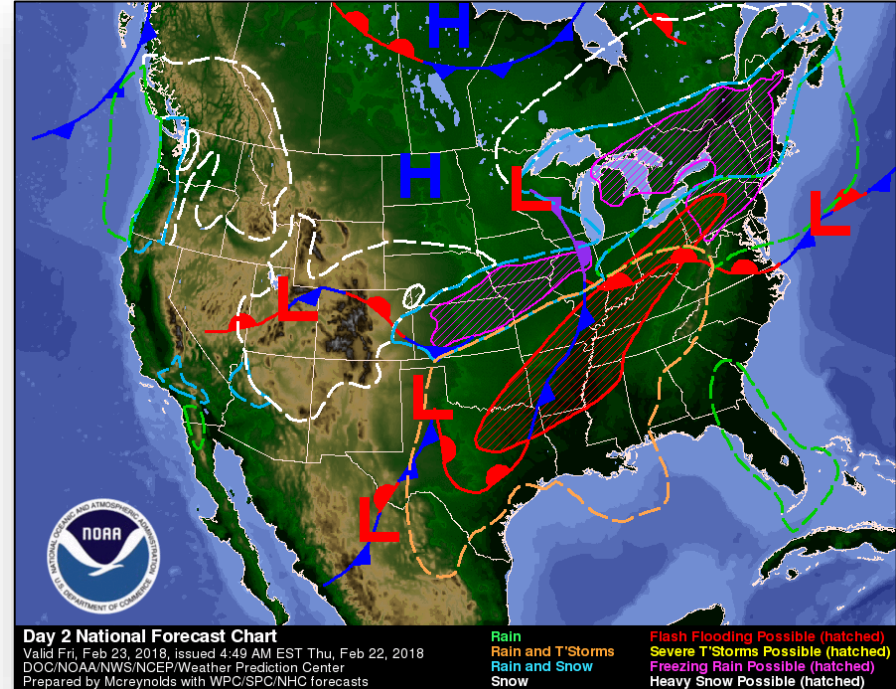 H
H
L
L
L
L
L
NOAA
NATIONAL OCEANIC AND ATMOSPHERIC ADMINISTRATION
U.S. DEPARTMENT OF COMMERCE
Day 2 National Forecast Chart
Valid Fri, Feb 23, 2018, issued 4:49 AM EST Thu, Feb 22, 2018
DOC/NOAA/NWS/NCEP/Weather Prediction Center
Prepared by Mcreynolds with WPC/SPC/NHC forecasts
Rain
Rain and T'Storms
Rain and Snow
Snow
Flash Flooding Possible (hatched)
Severe T'Storms Possible (hatched)
Freezing Rain Possible (hatched)
Heavy Snow Possible (hatched)